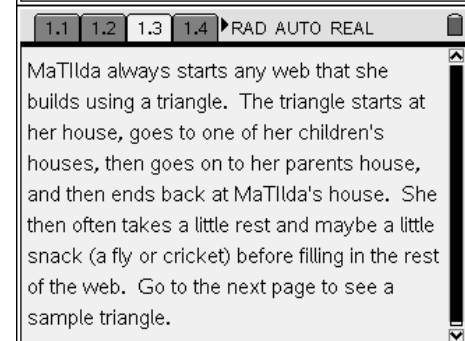 1.1 1.2 1.3 1.4 RAD AUTO REAL
MaTIlda always starts any web that she
builds using a triangle. The triangle starts at
her house, goes to one of her children's
houses, then goes on to her parents house,
and then ends back at MaTIlda's house. She
then often takes a little rest and maybe a little
snack (a fly or cricket) before filling in the rest
of the web. Go to the next page to see a
sample triangle.